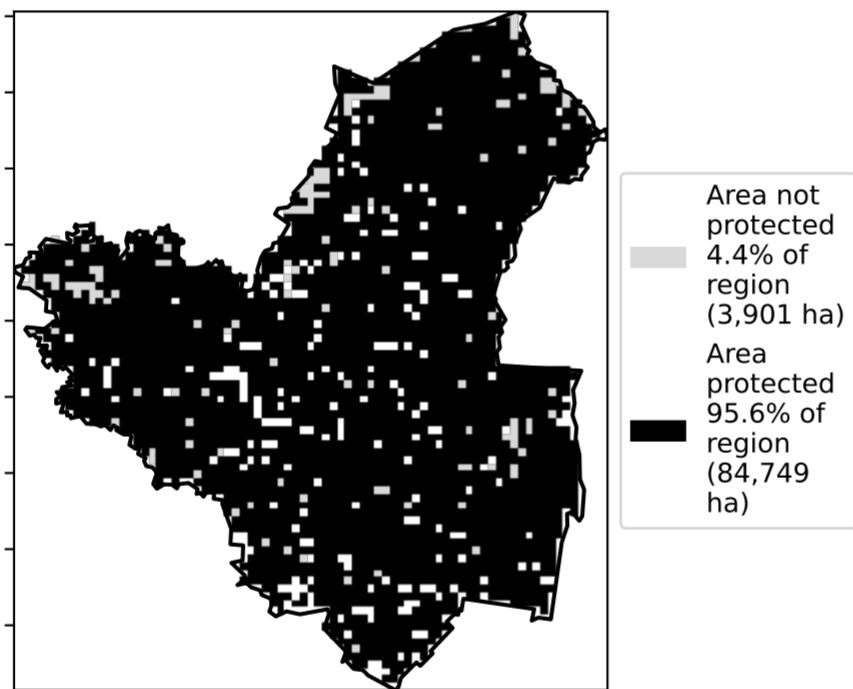 Area not
protected
4.4% of
region
(3,901 ha)
Area
protected
95.6% of
region
(84,749
ha)